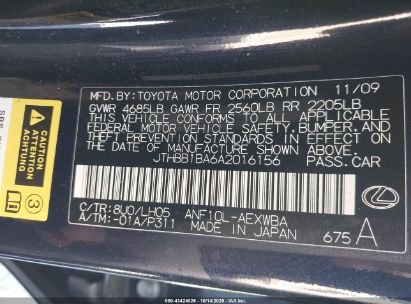 MFD. BY: TOYOTA MOTOR CORPORATION 11/09
GVWR 4685LB GAWR FR 2560LB RR 2205LB
THIS VEHICLE CONFORMS TO ALL APPLICABLE
FEDERAL MOTOR VEHICLE SAFETY, BUMPER, AND
THEFT PREVENTION STANDARDS IN EFFECT ON
THE DATE OF MANUFACTURE SHOWN ABOVE.
JTHBB1BA6A2016156 PASS.CAR
C/TR: 8U0/LH05 ANF10L-AEXWBA
A/TM: -01A/P311 MADE IN JAPAN 675 A
CAUTION
ACHTUNG